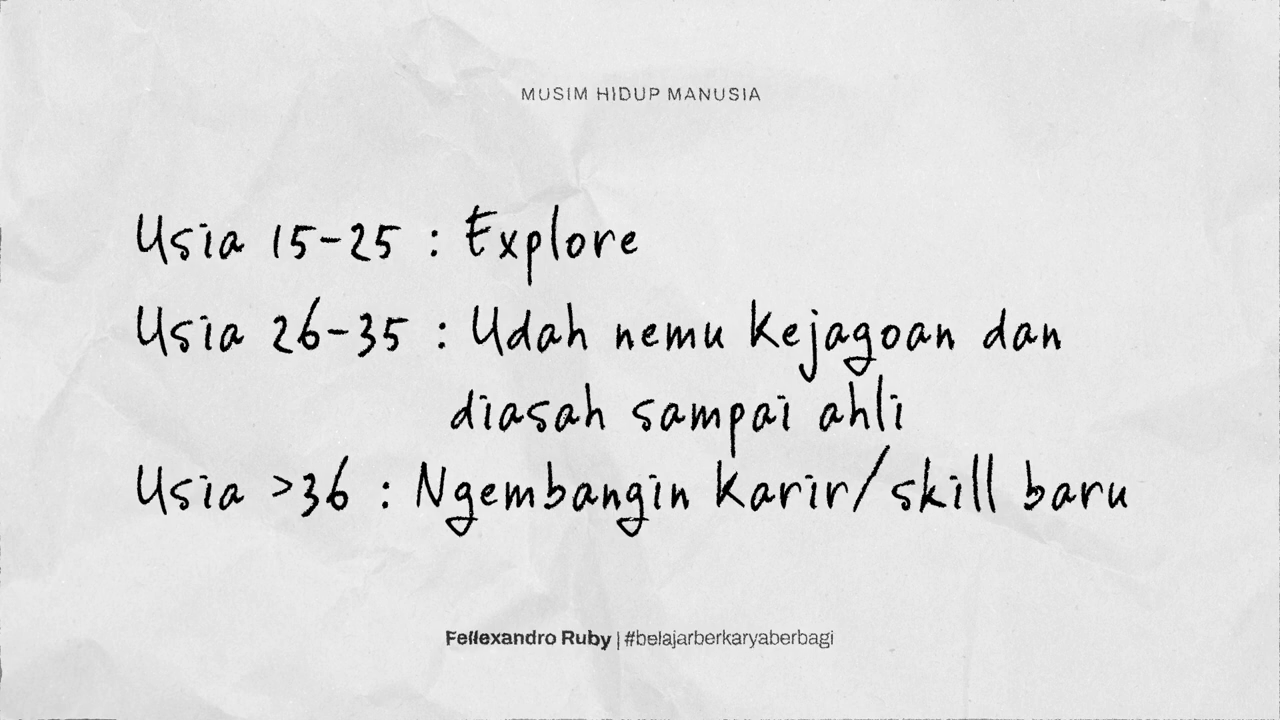 MUSIM HIDUP MANUSIA
Usia 15-25 : Explore
Usia 26-35 : Udah nemu kejagoan dan
diasah sampai ahli
Usia >36 : Ngembangin karir/skill baru
Fellexandro Ruby | #belajarberkaryaberbagi